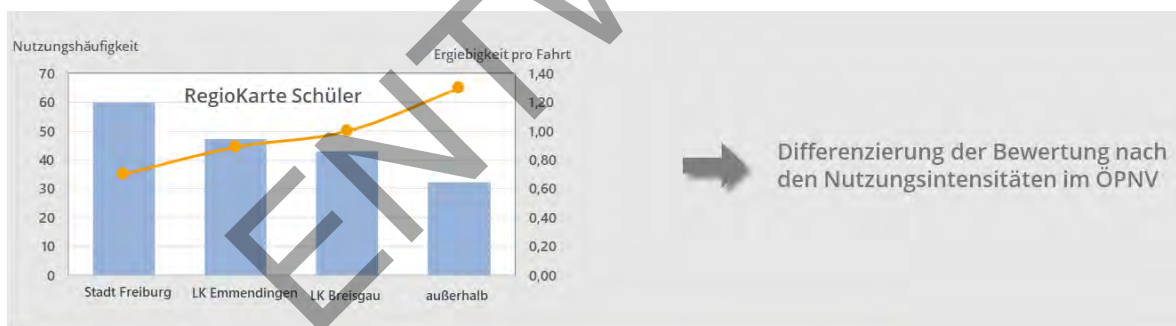 Nutzungshäufigkeit
Ergiebigkeit pro Fahrt
RegioKarte Schüler
70
60
50
40
30
20
10
0
1,40
1,20
1,00
0,80
0,60
0,40
0,20
0,00
Stadt Freiburg
LK Emmendingen
LK Breisgau
außerhalb
Differenzierung der Bewertung nach
den Nutzungsintensitäten im ÖPNV